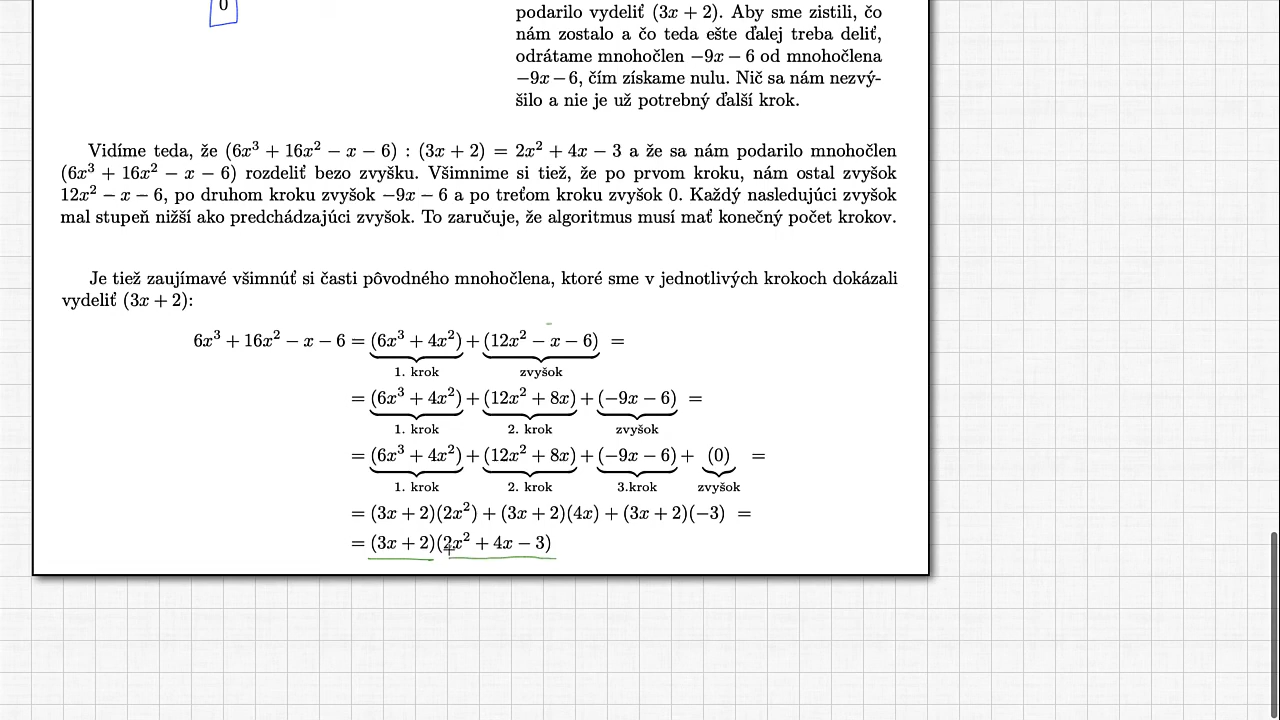 0
podarilo vydeliť (3x + 2). Aby sme zistili, čo
nám zostalo a čo teda ešte ďalej treba deliť,
odrátame mnohočlen −9x − 6 od mnohočlena
−9x − 6, čím získame nulu. Nič sa nám nezvý-
šilo a nie je už potrebný ďalší krok.
Vidíme teda, že (6x³ + 16x² − x − 6) : (3x + 2) = 2x² + 4x − 3 a že sa nám podarilo mnohočlen
(6x³ + 16x² − x − 6) rozdeliť bezo zvyšku. Všimnime si tiež, že po prvom kroku, nám ostal zvyšok
12x² − x − 6, po druhom kroku zvyšok −9x − 6 a po treťom kroku zvyšok 0. Každý nasledujúci zvyšok
mal stupeň nižší ako predchádzajúci zvyšok. To zaručuje, že algoritmus musí mať konečný počet krokov.
Je tiež zaujímavé všimnúť si časti pôvodného mnohočlena, ktoré sme v jednotlivých krokoch dokázali
vydeliť (3x + 2):
6x³ + 16x² − x − 6 = (6x³ + 4x²) + (12x² − x − 6) =
1. krok zvyšok
= (6x³ + 4x²) + (12x² + 8x) + (−9x − 6) =
1. krok 2. krok zvyšok
= (6x³ + 4x²) + (12x² + 8x) + (−9x − 6) + (0) =
1. krok 2. krok 3.krok zvyšok
= (3x + 2)(2x²) + (3x + 2)(4x) + (3x + 2)(−3) =
= (3x + 2)(2x² + 4x − 3)